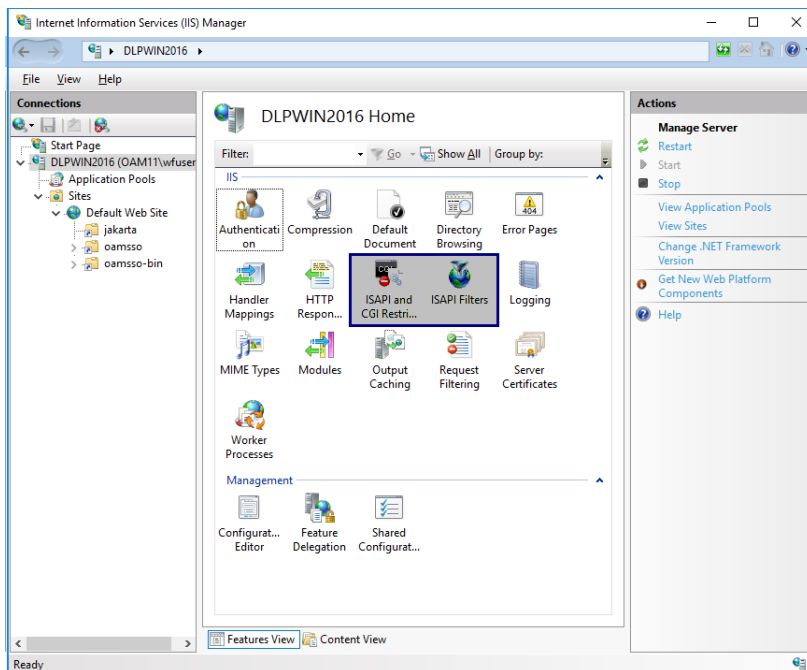 Internet Information Services (IIS) Manager
DLPWIN2016
File View Help
Connections
Start Page
DLPWIN2016 (OAM11\wfuser
Application Pools
Sites
Default Web Site
jakarta
oamsso
oamsso-bin
DLPWIN2016 Home
Filter: Go Show All Group by:
IIS
Authenticati
on
Compression
Default
Document
Directory
Browsing
404
Error Pages
Handler
Mappings
HTTP
Respon...
CGI
ISAPI and
CGI Restri...
ISAPI Filters
Logging
MIME Types
Modules
Output
Caching
Request
Filtering
Server
Certificates
Worker
Processes
Management
Configurat...
Editor
Feature
Delegation
Shared
Configurat...
Features View Content View
Actions
Manage Server
Restart
Start
Stop
View Application Pools
View Sites
Change .NET Framework
Version
Get New Web Platform
Components
Help
Ready